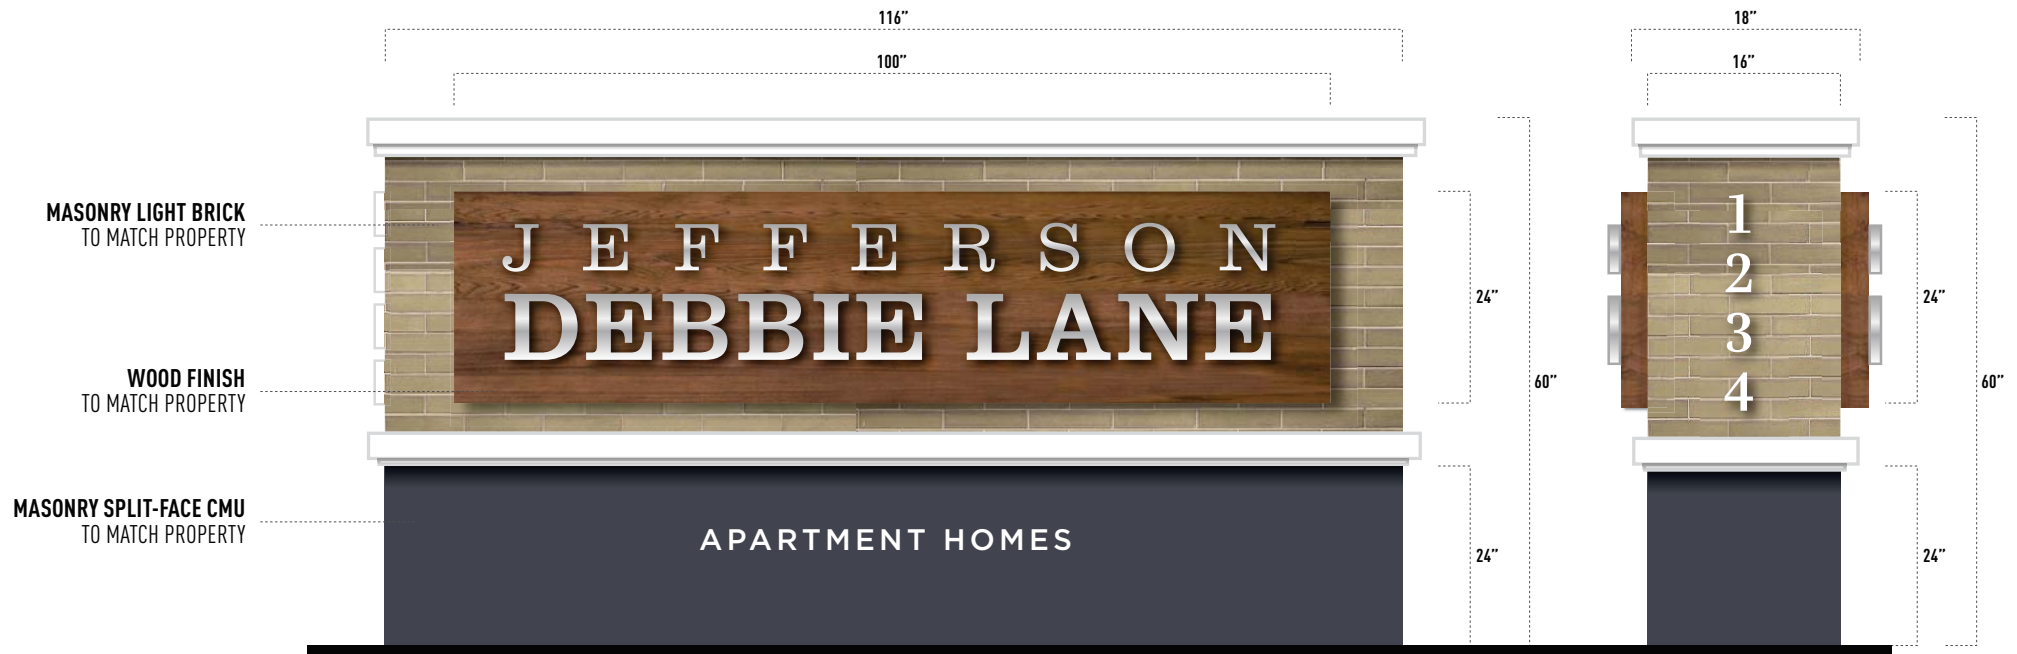 116”
100”
MASONRY LIGHT BRICK
TO MATCH PROPERTY
WOOD FINISH
TO MATCH PROPERTY
MASONRY SPLIT-FACE CMU
TO MATCH PROPERTY
JEFFERSON
DEBBIE LANE
APARTMENT HOMES
24”
60”
24”
18”
16”
1
2
3
4
24”
60”
24”